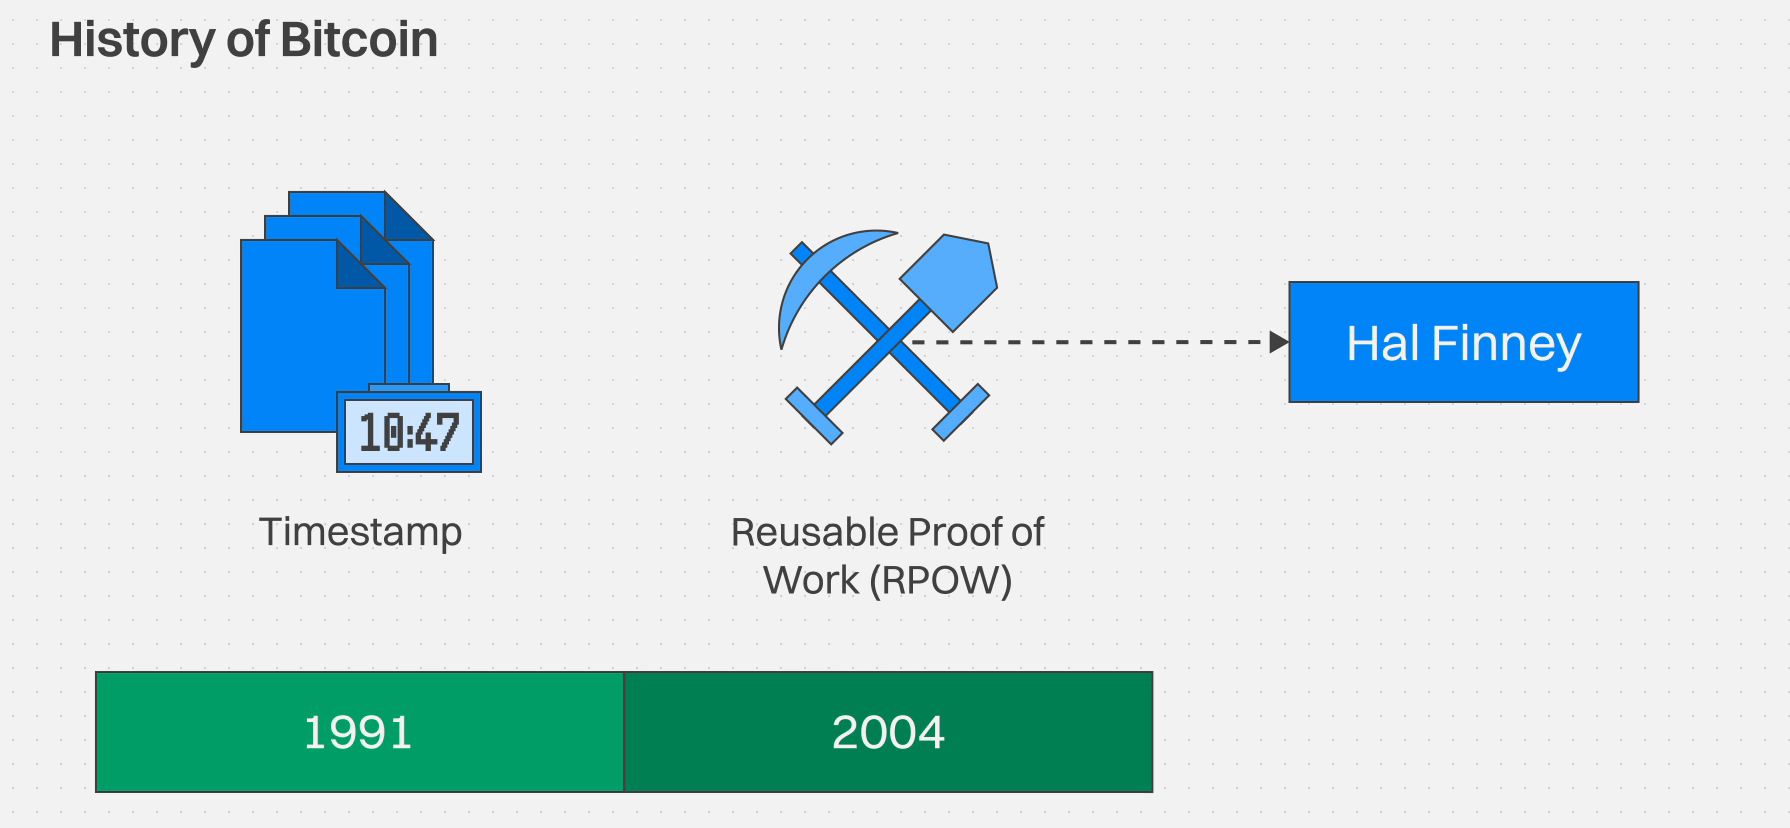 History of Bitcoin
10:47
Hal Finney
Timestamp
Reusable Proof of
Work (RPOW)
1991
2004